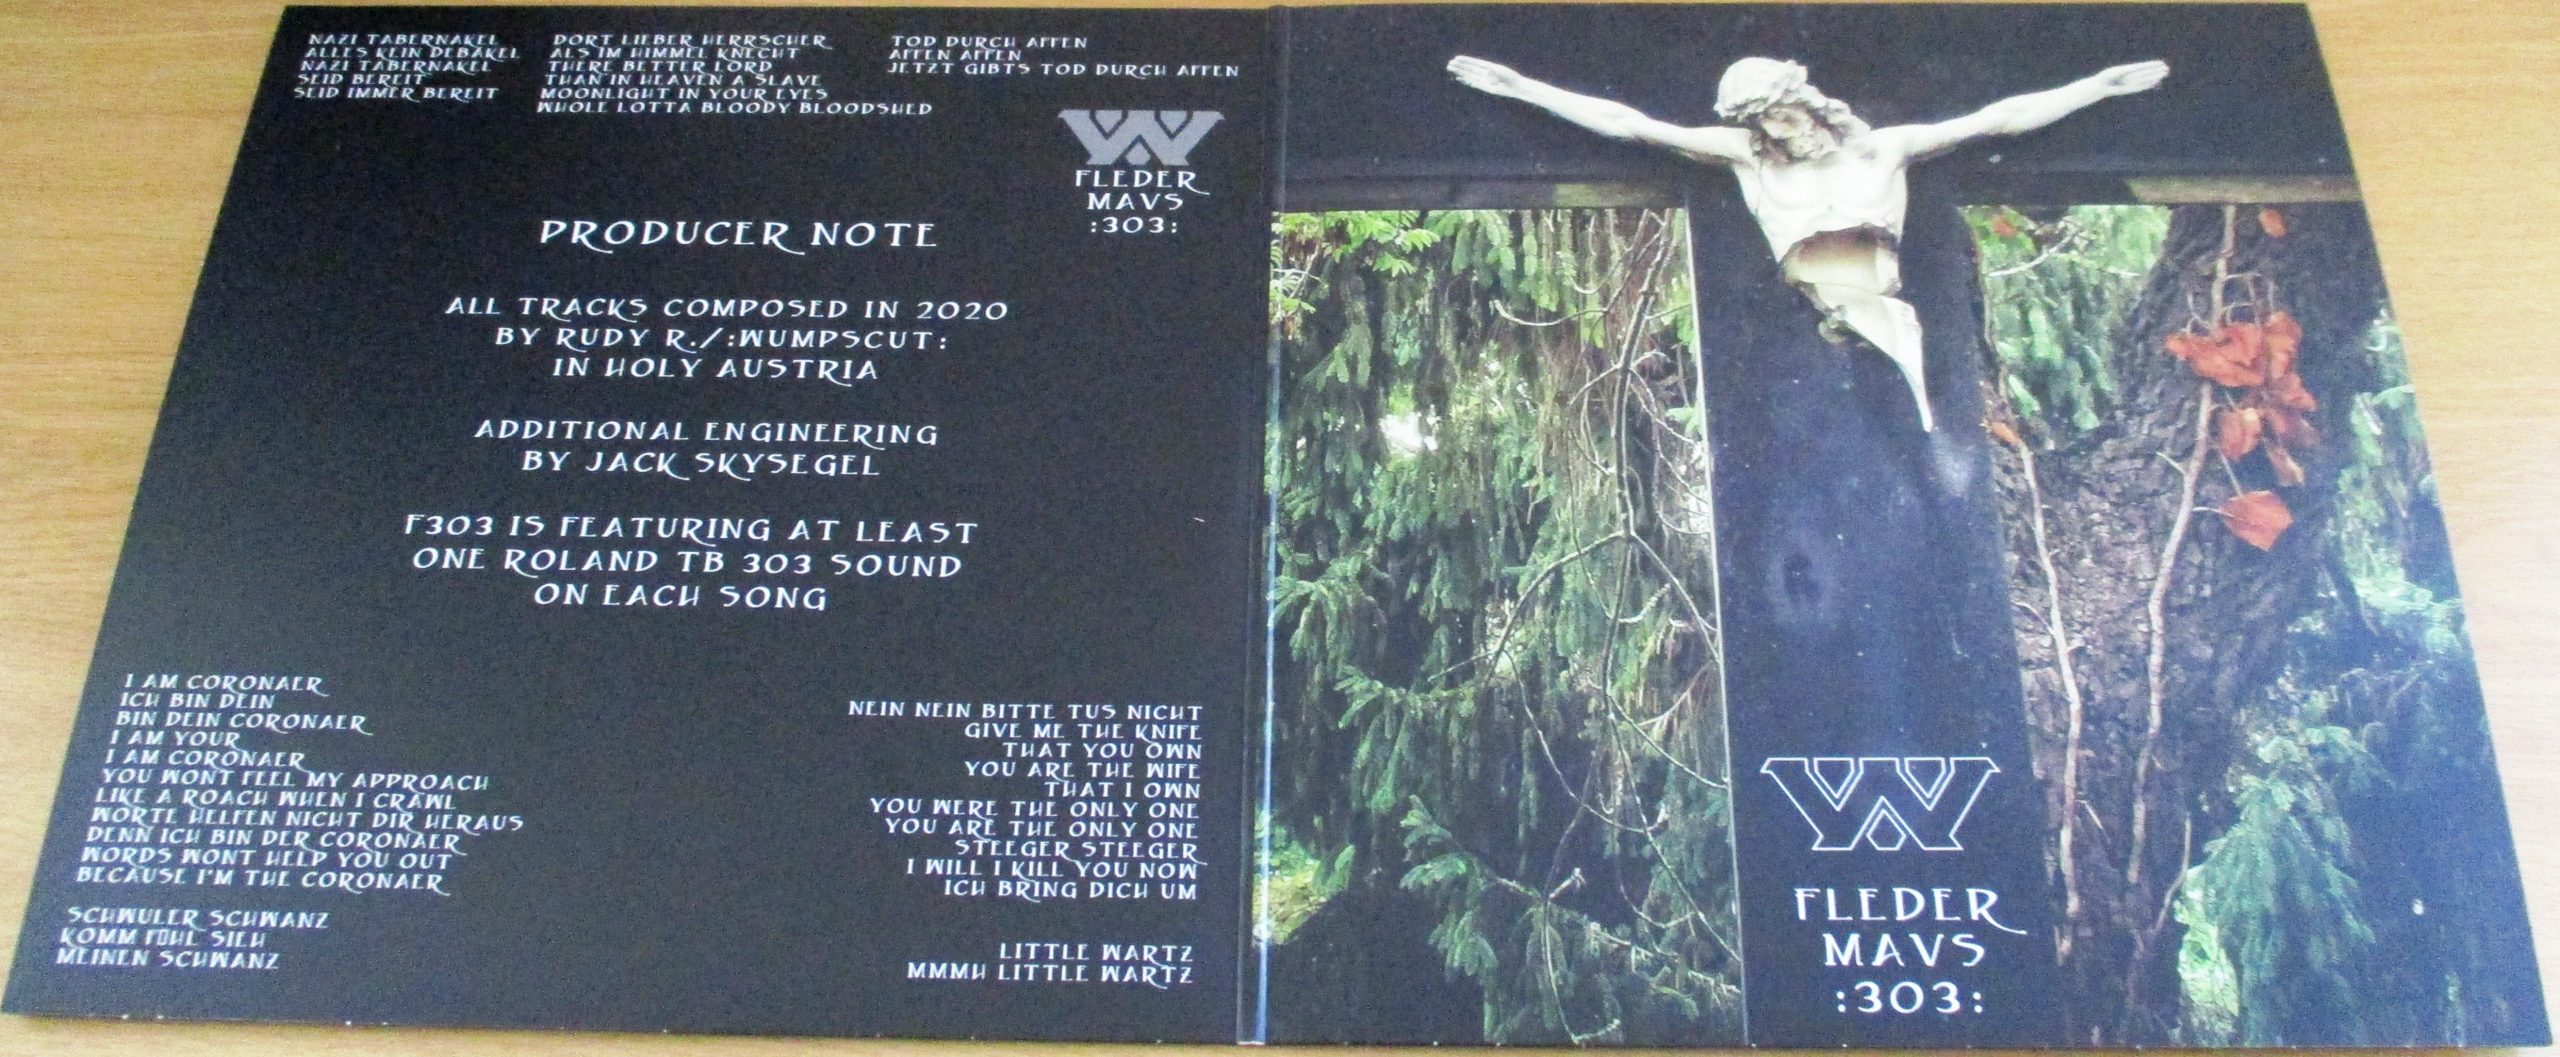 NAZI TABERNAKEL
ALLES KEIN DEBAKEL
NAZI TABERNAKEL
SEID BEREIT
SEID IMMER BEREIT
DORT LIEBER HERRSCHER
ALS IM HIMMEL KNECHT
THERE BETTER LORD
THAN IN HEAVEN A SLAVE
MOONLIGHT IN YOUR EYES
WHOLE LOTTA BLOODY BLOODSHED
TOD DURCH AFFEN
AFFEN AFFEN
JETZT GIBTS TOD DURCH AFFEN
W
FLEDER
MAVS
:303:
PRODUCER NOTE
ALL TRACKS COMPOSED IN 2020
BY RUDY R./:WUMPSCUT:
IN HOLY AUSTRIA
ADDITIONAL ENGINEERING
BY JACK SKYSEGEL
F303 IS FEATURING AT LEAST
ONE ROLAND TB 303 SOUND
ON EACH SONG
I AM CORONAER
ICH BIN DEIN
BIN DEIN CORONAER
I AM YOUR
I AM CORONAER
YOU WONT FEEL MY APPROACH
LIKE A ROACH WHEN I CRAWL
WORTE HELFEN NICHT DIR HERAUS
DENN ICH BIN DER CORONAER
WORDS WONT HELP YOU OUT
BECAUSE I'M THE CORONAER
SCHWULER SCHWANZ
KOMM FÜHL SIEH
MEINEN SCHWANZ
NEIN NEIN BITTE TUS NICHT
GIVE ME THE KNIFE
THAT YOU OWN
YOU ARE THE WIFE
THAT I OWN
YOU WERE THE ONLY ONE
YOU ARE THE ONLY ONE
STEEGER STEEGER
I WILL I KILL YOU NOW
ICH BRING DICH UM
LITTLE WARTZ
MMMH LITTLE WARTZ
W
FLEDER
MAVS
:303: